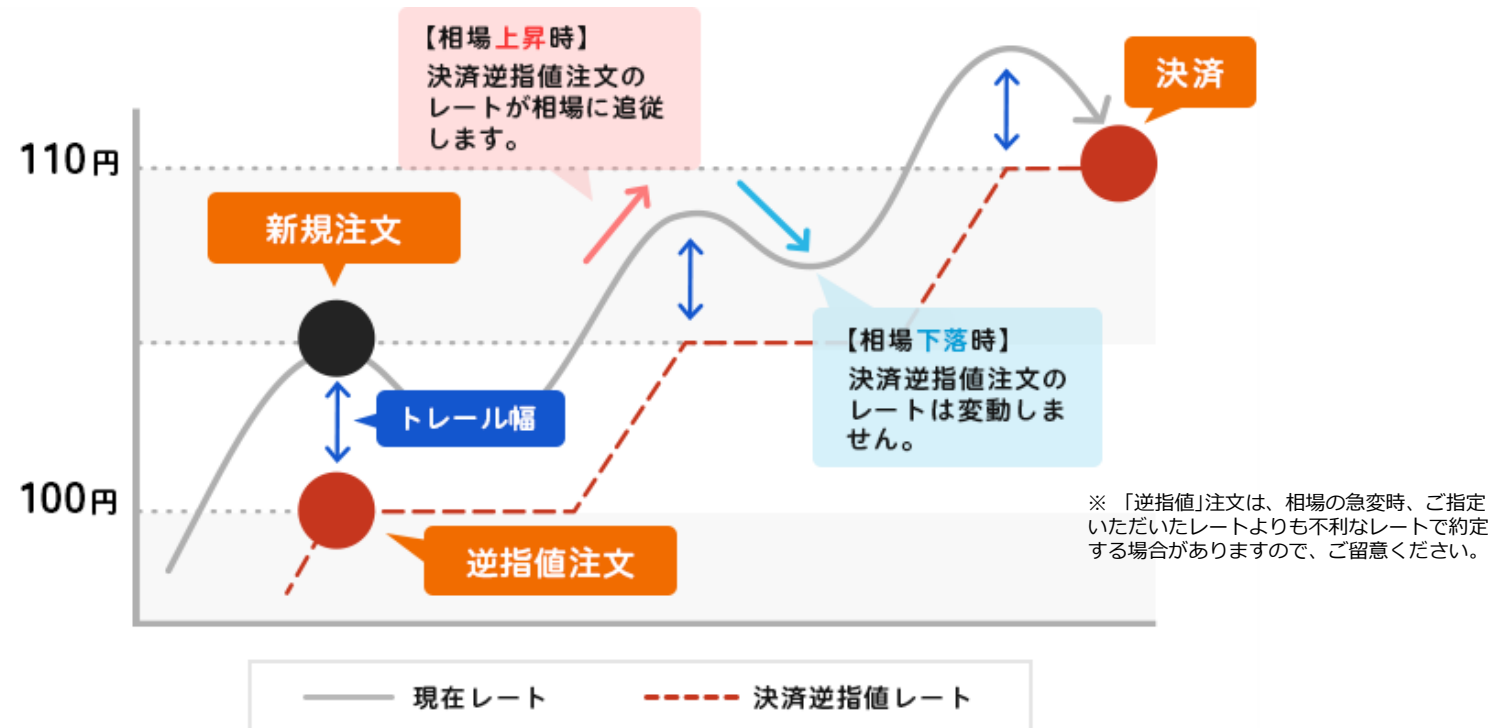 【相場上昇時】
決済逆指値注文の
レートが相場に追従
します。
決済
110円
新規注文
【相場下落時】
決済逆指値注文の
レートは変動しま
せん。
トレール幅
100円
逆指値注文
※ 「逆指値」注文は、相場の急変時、ご指定
いただいたレートよりも不利なレートで約定
する場合がありますので、ご留意ください。
現在レート
決済逆指値レート